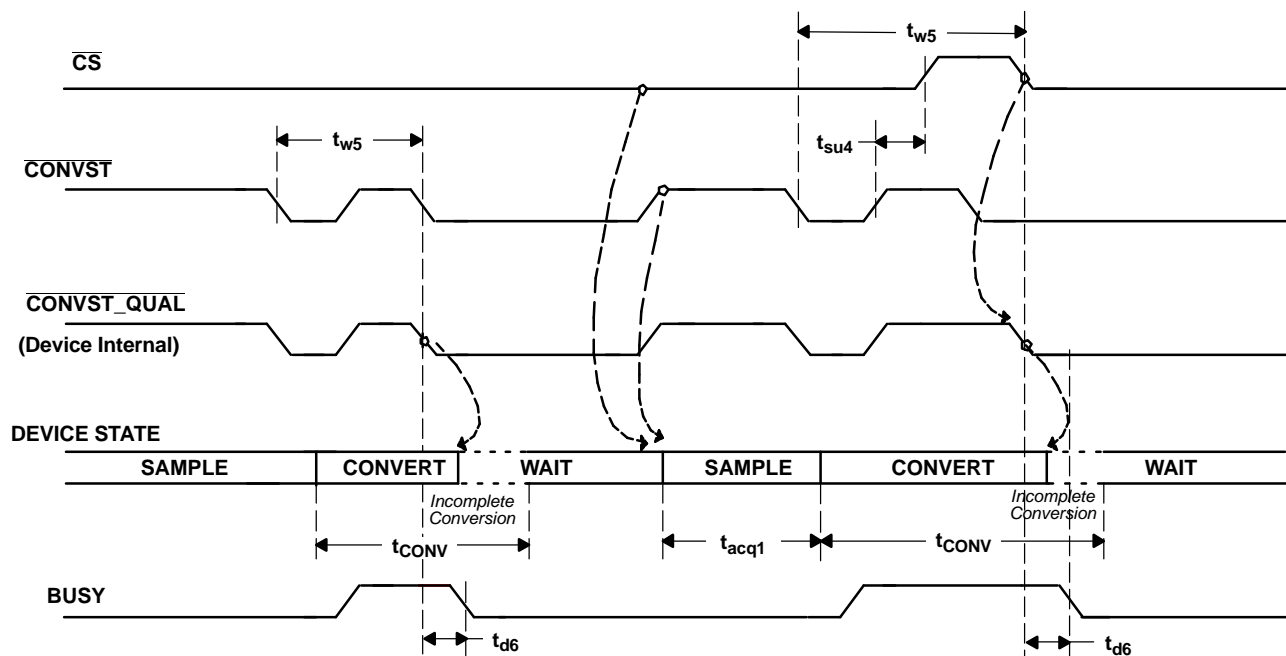 tw5
CS
tw5
tsu4
CONVST
CONVST_QUAL
(Device Internal)
DEVICE STATE
SAMPLE CONVERT WAIT SAMPLE CONVERT WAIT
Incomplete
Conversion
Incomplete
Conversion
tCONV tacq1 tCONV
BUSY
td6 td6